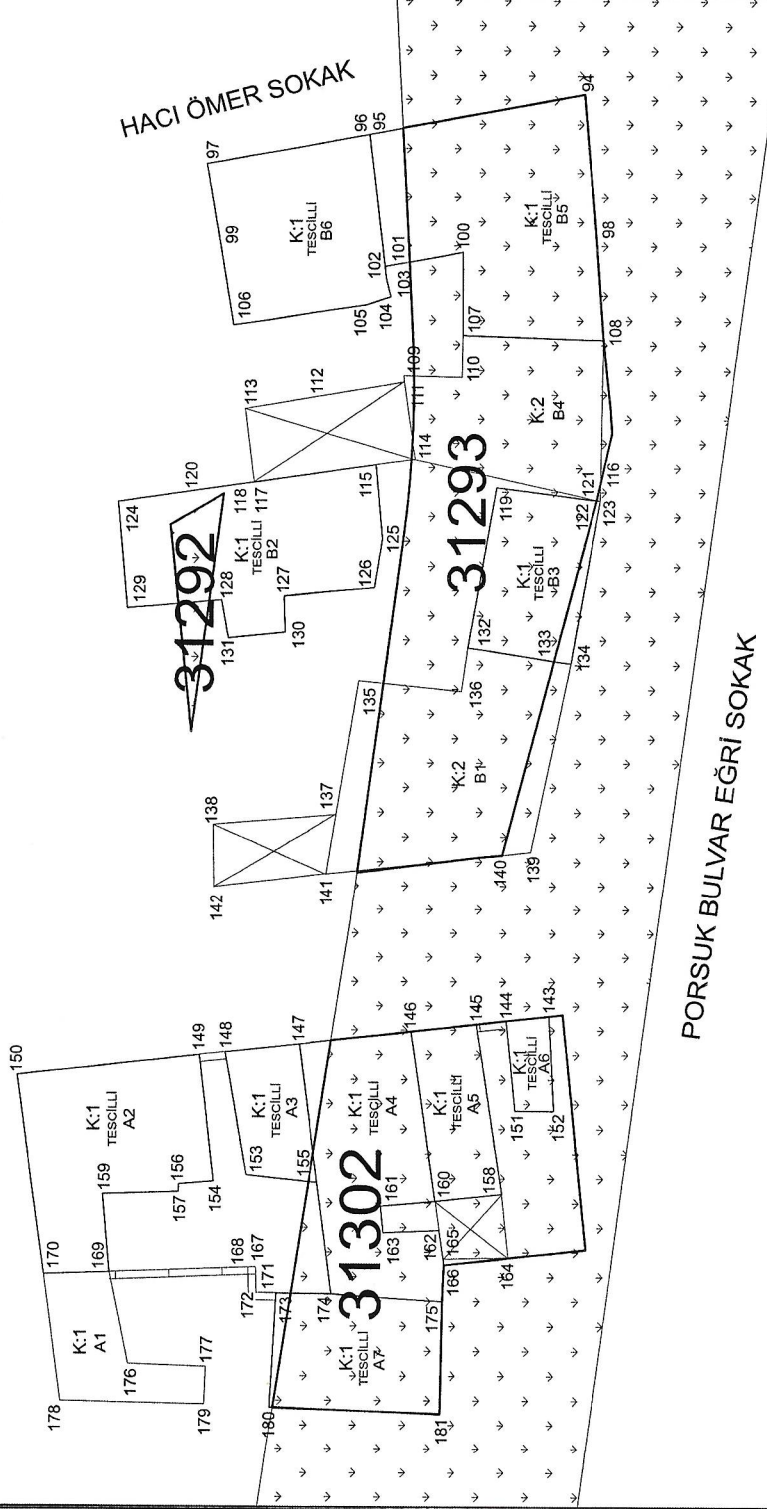 HACI ÖMER SOKAK
97
96
95
99
106
K:1
TESCİLLİ
B6
102
101
105
104
103
100
94
K:1
TESCİLLİ
B5
98
107
108
113
112
109
111
110
114
K:2
B4
31293
124
120
129
118
117
115
K:1
TESCİLLİ
B2
31292
128
127
131
130
126
125
119
121
116
122
123
K:1
TESCİLLİ
B3
132
133
134
135
136
138
137
142
141
K:2
B1
140
139
PORSUK BULVAR EĞRİ SOKAK
150
149
148
147
146
145
144
143
K:1
TESCİLLİ
A2
K:1
TESCİLLİ
A3
K:1
TESCİLLİ
A4
K:1
TESCİLLİ
A5
K:1
TESCİLLİ
A6
159
156
157
154
153
155
151
152
161
160
158
163
162
165
166
164
31302
170
169
168
167
171
172
173
174
175
K:1
A1
176
177
178
179
180
181
K:1
TESCİLLİ
A7